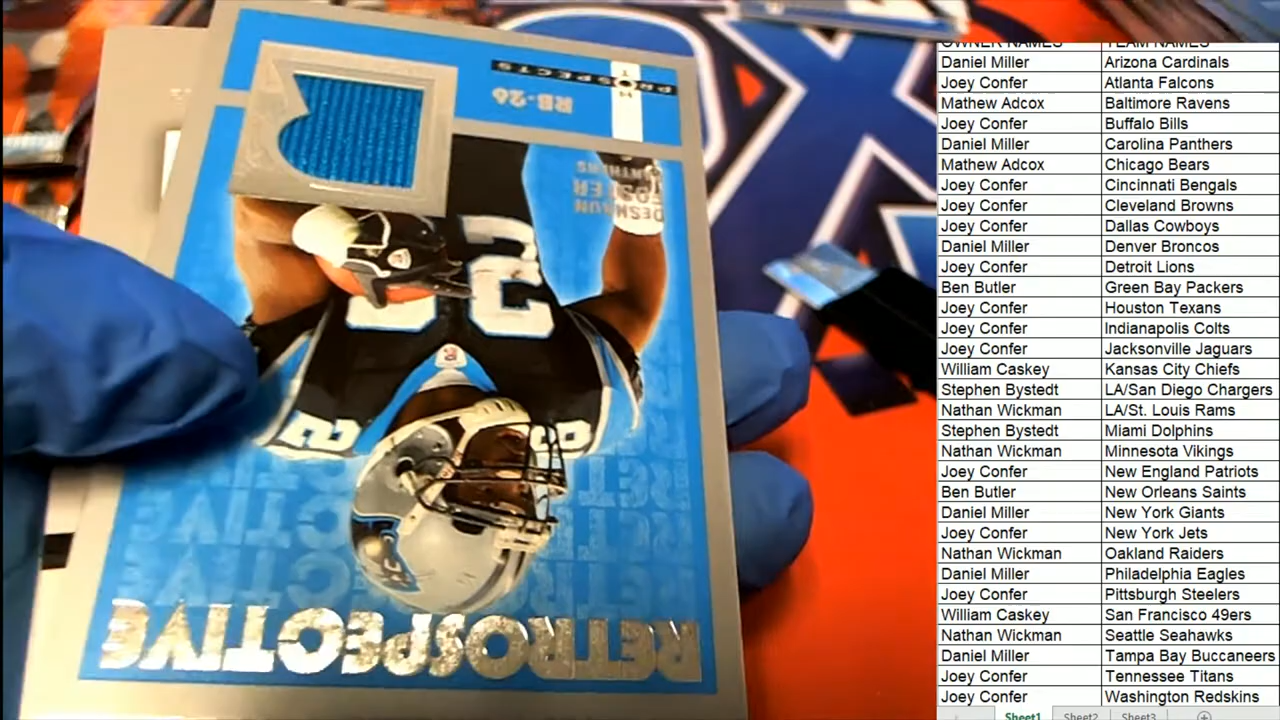 PROSPECTS
HOT
RB-26
DESHAUN
FOSTER
PANTHERS
RETROSPECTIVE
OWNER NAMES TEAM NAMES
Daniel Miller Arizona Cardinals
Joey Confer Atlanta Falcons
Mathew Adcox Baltimore Ravens
Joey Confer Buffalo Bills
Daniel Miller Carolina Panthers
Mathew Adcox Chicago Bears
Joey Confer Cincinnati Bengals
Joey Confer Cleveland Browns
Joey Confer Dallas Cowboys
Daniel Miller Denver Broncos
Joey Confer Detroit Lions
Ben Butler Green Bay Packers
Joey Confer Houston Texans
Joey Confer Indianapolis Colts
Joey Confer Jacksonville Jaguars
William Caskey Kansas City Chiefs
Stephen Bystedt LA/San Diego Chargers
Nathan Wickman LA/St. Louis Rams
Stephen Bystedt Miami Dolphins
Nathan Wickman Minnesota Vikings
Joey Confer New England Patriots
Ben Butler New Orleans Saints
Daniel Miller New York Giants
Joey Confer New York Jets
Nathan Wickman Oakland Raiders
Daniel Miller Philadelphia Eagles
Joey Confer Pittsburgh Steelers
William Caskey San Francisco 49ers
Nathan Wickman Seattle Seahawks
Daniel Miller Tampa Bay Buccaneers
Joey Confer Tennessee Titans
Joey Confer Washington Redskins
Sheet1 Sheet2 Sheet3